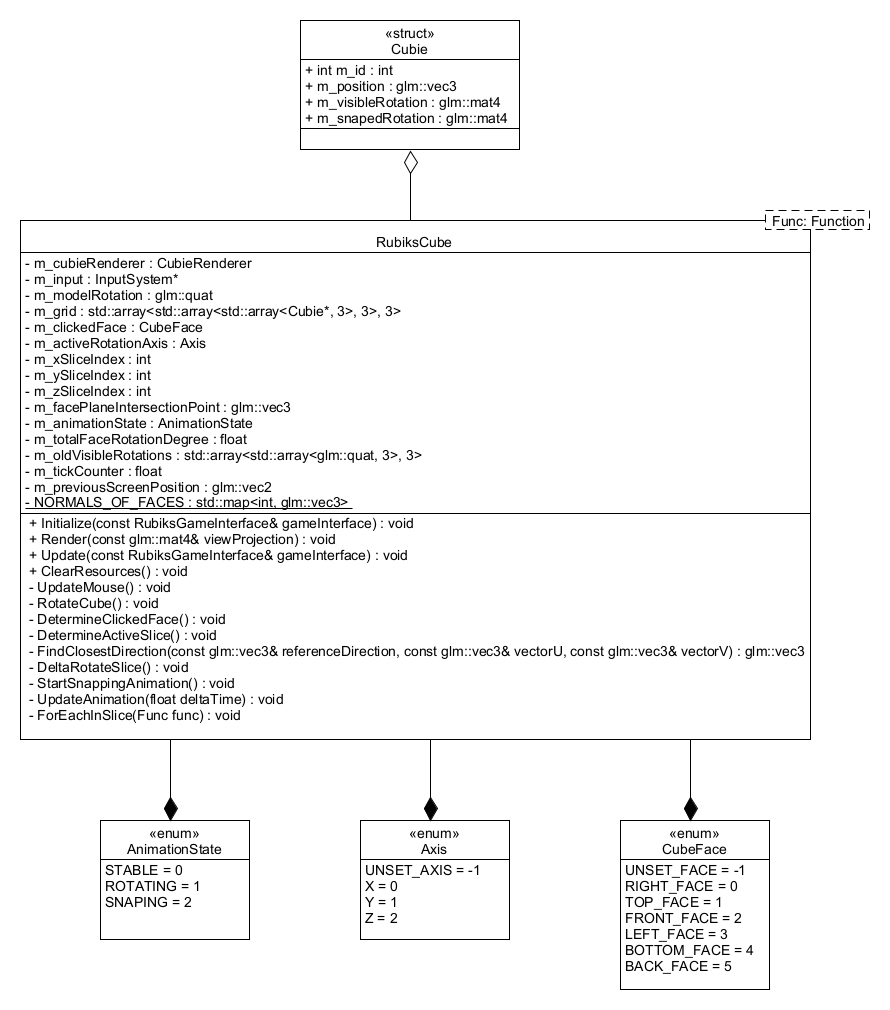 «struct»
Cubie
+ int m_id : int
+ m_position : glm::vec3
+ m_visibleRotation : glm::mat4
+ m_snapedRotation : glm::mat4
Func: Function
RubiksCube
- m_cubieRenderer : CubieRenderer
- m_input : InputSystem*
- m_modelRotation : glm::quat
- m_grid : std::array<std::array<std::array<Cubie*, 3>, 3>, 3>
- m_clickedFace : CubeFace
- m_activeRotationAxis : Axis
- m_xSliceIndex : int
- m_ySliceIndex : int
- m_zSliceIndex : int
- m_facePlaneIntersectionPoint : glm::vec3
- m_animationState : AnimationState
- m_totalFaceRotationDegree : float
- m_oldVisibleRotations : std::array<std::array<glm::quat, 3>, 3>
- m_tickCounter : float
- m_previousScreenPosition : glm::vec2
- NORMALS_OF_FACES : std::map<int, glm::vec3>
+ Initialize(const RubiksGameInterface& gameInterface) : void
+ Render(const glm::mat4& viewProjection) : void
+ Update(const RubiksGameInterface& gameInterface) : void
+ ClearResources() : void
- UpdateMouse() : void
- RotateCube() : void
- DetermineClickedFace() : void
- DetermineActiveSlice() : void
- FindClosestDirection(const glm::vec3& referenceDirection, const glm::vec3& vectorU, const glm::vec3& vectorV) : glm::vec3
- DeltaRotateSlice() : void
- StartSnappingAnimation() : void
- UpdateAnimation(float deltaTime) : void
- ForEachInSlice(Func func) : void
«enum»
AnimationState
STABLE = 0
ROTATING = 1
SNAPING = 2
«enum»
Axis
UNSET_AXIS = -1
X = 0
Y = 1
Z = 2
«enum»
CubeFace
UNSET_FACE = -1
RIGHT_FACE = 0
TOP_FACE = 1
FRONT_FACE = 2
LEFT_FACE = 3
BOTTOM_FACE = 4
BACK_FACE = 5